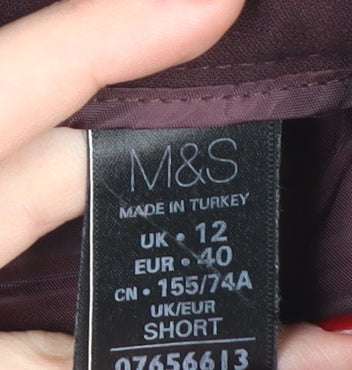 M&S
MADE IN TURKEY
UK • 12
EUR • 40
CN • 155/74A
UK/EUR
SHORT
07656613